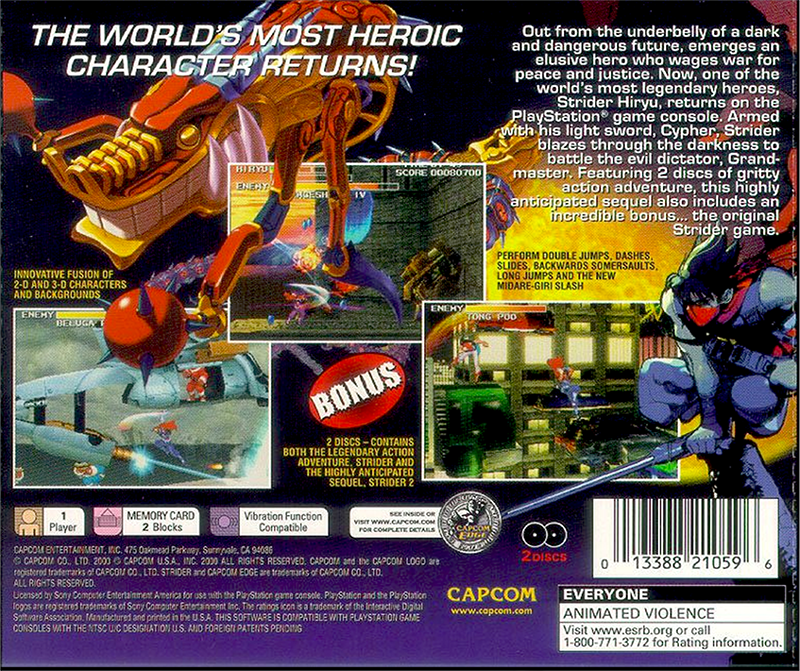 THE WORLD'S MOST HEROIC
CHARACTER RETURNS!
Out from the underbelly of a dark
and dangerous future, emerges an
elusive hero who wages war for
peace and justice. Now, one of the
world's most legendary heroes,
Strider Hiryu, returns on the
PlayStation® game console. Armed
with his light sword, Cypher, Strider
blazes through the darkness to
battle the evil dictator, Grand-
master. Featuring 2 discs of gritty
action adventure, this highly
anticipated sequel also includes an
incredible bonus... the original
Strider game.
HIRYU
SCORE 00080700
ENEMY
IV
INNOVATIVE FUSION OF
2-D AND 3-D CHARACTERS
AND BACKGROUNDS
PERFORM DOUBLE JUMPS, DASHES,
SLIDES, BACKWARDS SOMERSAULTS,
LONG JUMPS AND THE NEW
MIDARE-GIRI SLASH
ENEMY
BELUGA
ENEMY
TONG POO
BONUS
2 DISCS – CONTAINS
BOTH THE LEGENDARY ACTION
ADVENTURE, STRIDER AND
THE HIGHLY ANTICIPATED
SEQUEL, STRIDER 2
1
Player
MEMORY CARD
2 Blocks
Vibration Function
Compatible
SEE INSIDE OR
VISIT WWW.CAPCOM.COM
FOR COMPLETE DETAILS
CAPCOM
EDGE
2 DISCS
0 13388 21059 6
CAPCOM ENTERTAINMENT, INC. 475 Oakmead Parkway, Sunnyvale, CA 94086
© CAPCOM CO., LTD. 2000 © CAPCOM U.S.A., INC. 2000 ALL RIGHTS RESERVED. CAPCOM and the CAPCOM LOGO are
registered trademarks of CAPCOM CO., LTD. STRIDER and CAPCOM EDGE are trademarks of CAPCOM CO., LTD.
ALL RIGHTS RESERVED.
Licensed by Sony Computer Entertainment America for use with the PlayStation game console. PlayStation and the PlayStation
logos are registered trademarks of Sony Computer Entertainment Inc. The ratings icon is a trademark of the Interactive Digital
Software Association. Manufactured and printed in the U.S.A. THIS SOFTWARE IS COMPATIBLE WITH PLAYSTATION GAME
CONSOLES WITH THE NTSC U/C DESIGNATION U.S. AND FOREIGN PATENTS PENDING
CAPCOM
www.capcom.com
EVERYONE
ANIMATED VIOLENCE
Visit www.esrb.org or call
1-800-771-3772 for Rating information.